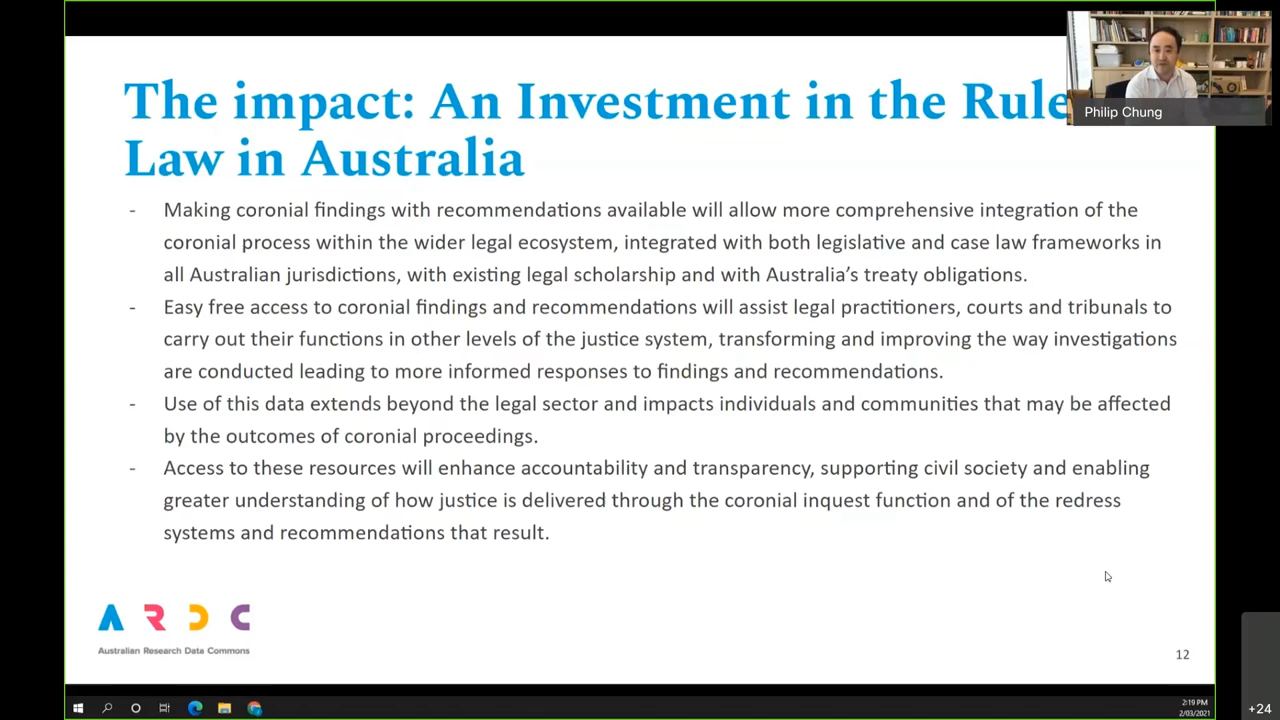 The impact: An Investment in the Rule
Law in Australia
Philip Chung
- Making coronial findings with recommendations available will allow more comprehensive integration of the
coronial process within the wider legal ecosystem, integrated with both legislative and case law frameworks in
all Australian jurisdictions, with existing legal scholarship and with Australia’s treaty obligations.
- Easy free access to coronial findings and recommendations will assist legal practitioners, courts and tribunals to
carry out their functions in other levels of the justice system, transforming and improving the way investigations
are conducted leading to more informed responses to findings and recommendations.
- Use of this data extends beyond the legal sector and impacts individuals and communities that may be affected
by the outcomes of coronial proceedings.
- Access to these resources will enhance accountability and transparency, supporting civil society and enabling
greater understanding of how justice is delivered through the coronial inquest function and of the redress
systems and recommendations that result.
ARDC
Australian Research Data Commons
12
2:19 PM
2/03/2021
+24